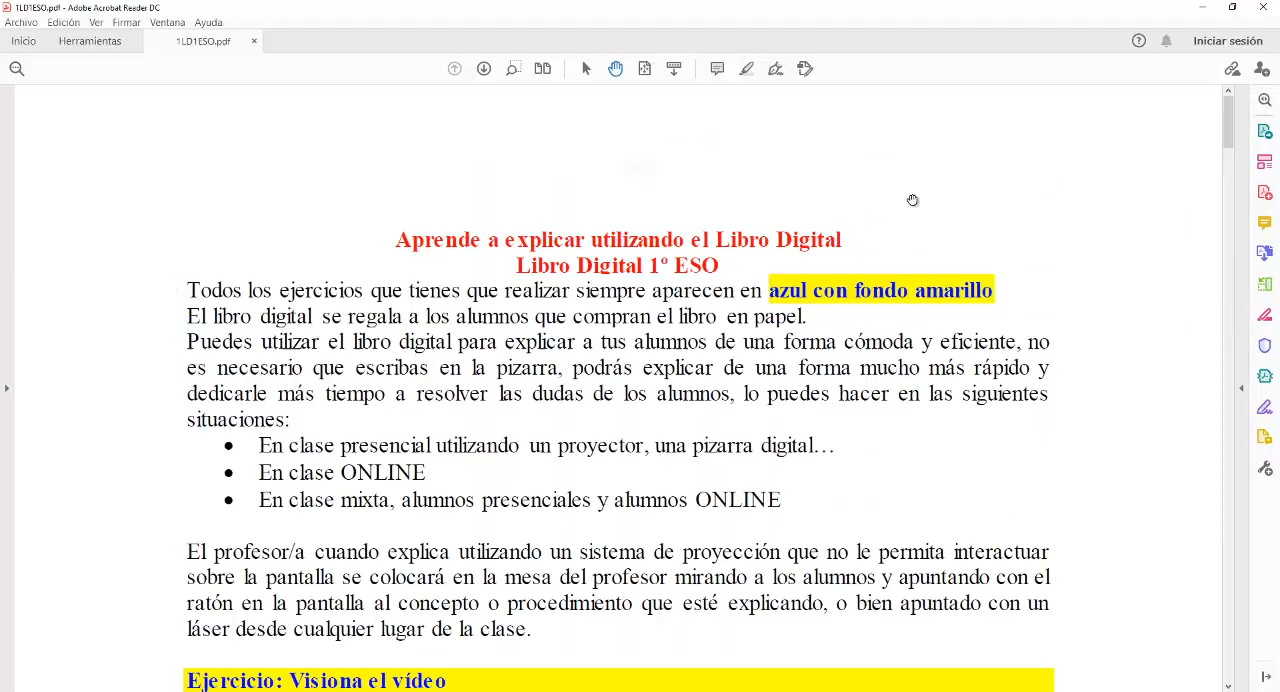 1LD1ESO.pdf - Adobe Acrobat Reader DC
Archivo Edición Ver Firmar Ventana Ayuda
Inicio Herramientas 1LD1ESO.pdf × Iniciar sesión
Aprende a explicar utilizando el Libro Digital
Libro Digital 1º ESO
Todos los ejercicios que tienes que realizar siempre aparecen en azul con fondo amarillo
El libro digital se regala a los alumnos que compran el libro en papel.
Puedes utilizar el libro digital para explicar a tus alumnos de una forma cómoda y eficiente, no
es necesario que escribas en la pizarra, podrás explicar de una forma mucho más rápido y
dedicarle más tiempo a resolver las dudas de los alumnos, lo puedes hacer en las siguientes
situaciones:
• En clase presencial utilizando un proyector, una pizarra digital…
• En clase ONLINE
• En clase mixta, alumnos presenciales y alumnos ONLINE
El profesor/a cuando explica utilizando un sistema de proyección que no le permita interactuar
sobre la pantalla se colocará en la mesa del profesor mirando a los alumnos y apuntando con el
ratón en la pantalla al concepto o procedimiento que esté explicando, o bien apuntado con un
láser desde cualquier lugar de la clase.
Ejercicio: Visiona el vídeo